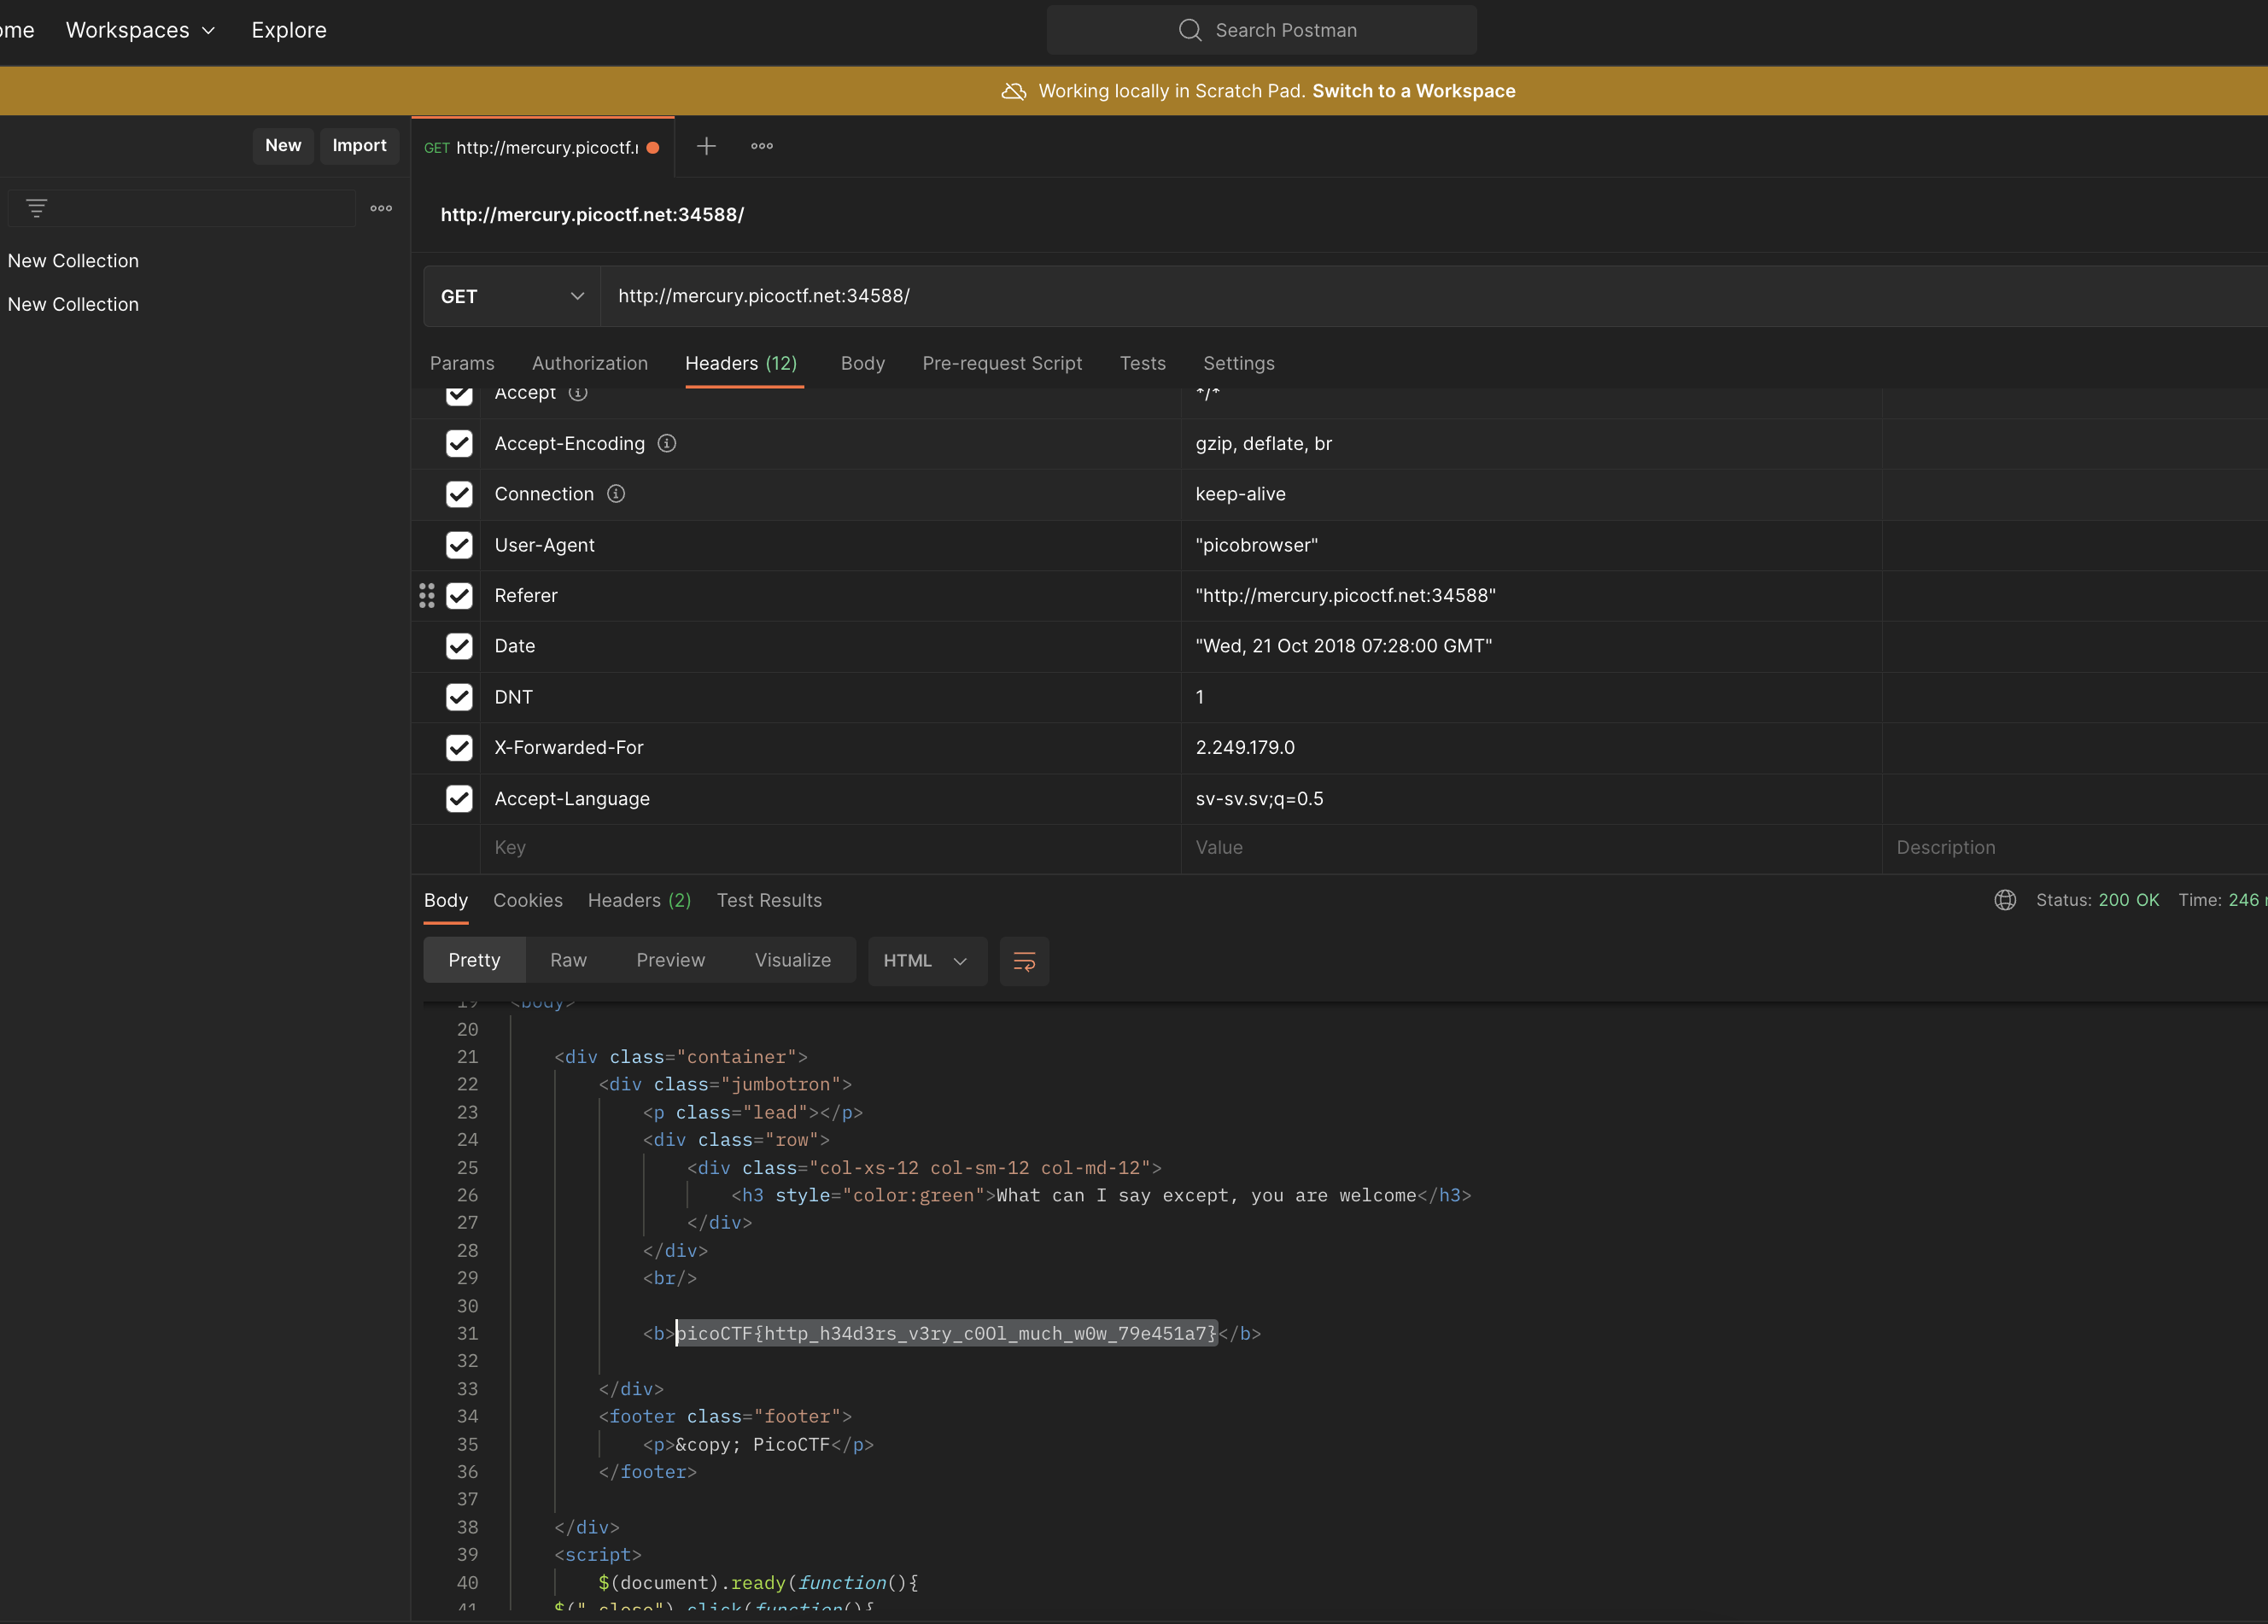 ome Workspaces Explore Search Postman
Working locally in Scratch Pad. Switch to a Workspace
New Import GET http://mercury.picoctf.r
http://mercury.picoctf.net:34588/
New Collection
New Collection
GET http://mercury.picoctf.net:34588/
Params Authorization Headers (12) Body Pre-request Script Tests Settings
Accept */*
Accept-Encoding gzip, deflate, br
Connection keep-alive
User-Agent "picobrowser"
Referer "http://mercury.picoctf.net:34588"
Date "Wed, 21 Oct 2018 07:28:00 GMT"
DNT 1
X-Forwarded-For 2.249.179.0
Accept-Language sv-sv.sv;q=0.5
Key Value Description
Body Cookies Headers (2) Test Results Status: 200 OK Time: 246
Pretty Raw Preview Visualize HTML
19 <body>
20
21 <div class="container">
22 <div class="jumbotron">
23 <p class="lead"></p>
24 <div class="row">
25 <div class="col-xs-12 col-sm-12 col-md-12">
26 <h3 style="color:green">What can I say except, you are welcome</h3>
27 </div>
28 </div>
29 <br/>
30
31 <b>picoCTF{http_h34d3rs_v3ry_c0Ol_much_w0w_79e451a7}</b>
32
33 </div>
34 <footer class="footer">
35 <p>&copy; PicoCTF</p>
36 </footer>
37
38 </div>
39 <script>
40 $(document).ready(function(){
41 $(".close").click(function(){